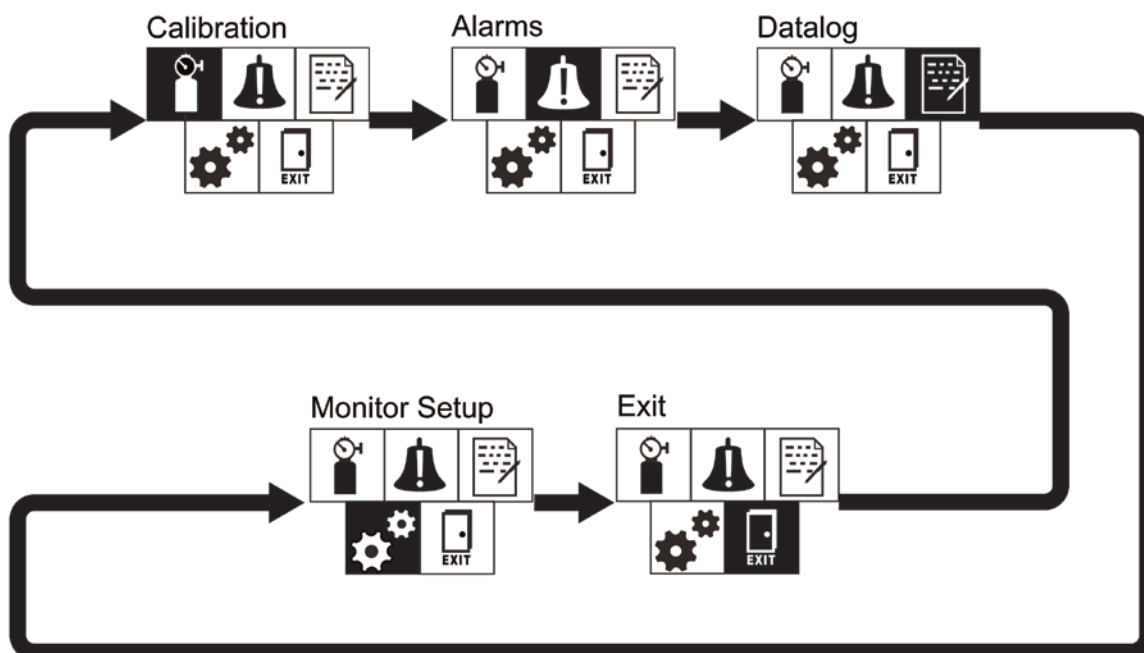 Calibration
Alarms
Datalog
EXIT
EXIT
EXIT
Monitor Setup
Exit
EXIT
EXIT